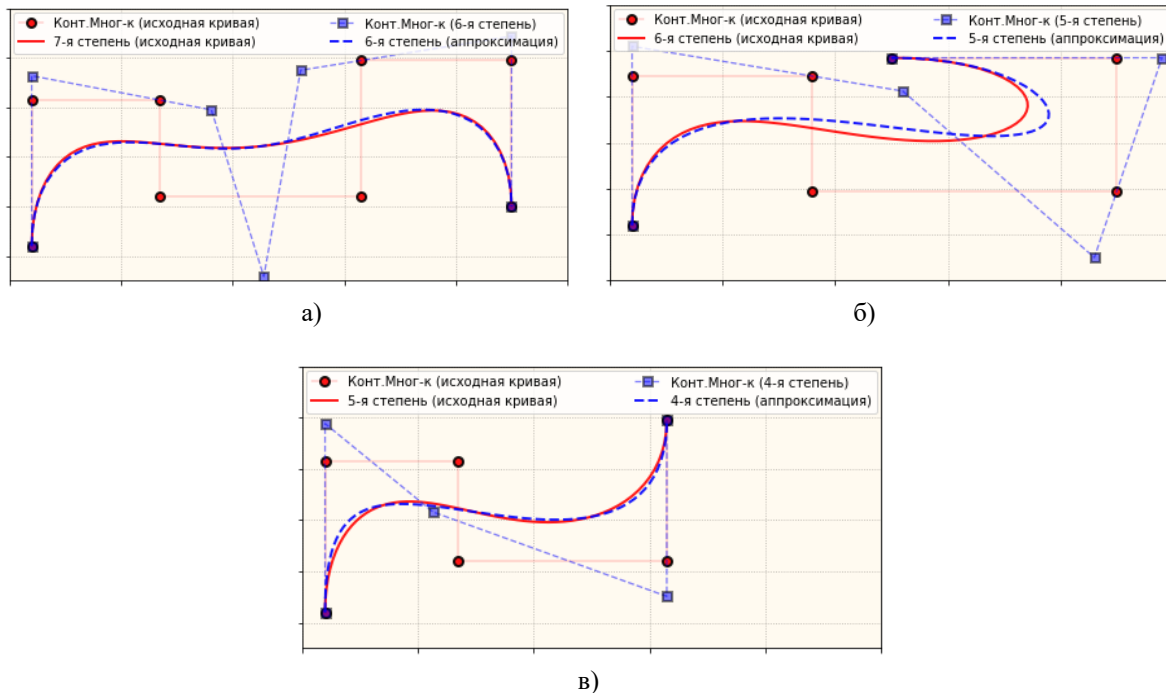 Конт.Мног-к (исходная кривая) Конт.Мног-к (6-я степень)
7-я степень (исходная кривая) 6-я степень (аппроксимация)
Конт.Мног-к (исходная кривая) Конт.Мног-к (5-я степень)
6-я степень (исходная кривая) 5-я степень (аппроксимация)
а) б)
Конт.Мног-к (исходная кривая) Конт.Мног-к (4-я степень)
5-я степень (исходная кривая) 4-я степень (аппроксимация)
в)